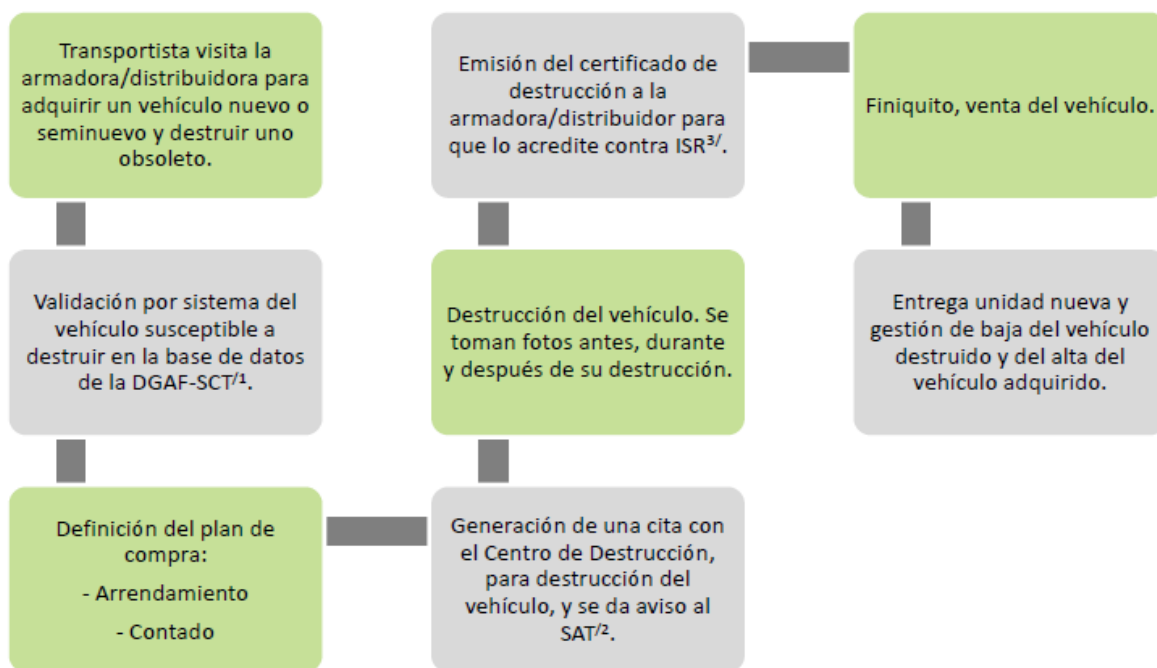 Transportista visita la
armadora/distribuidora para
adquirir un vehículo nuevo o
seminuevo y destruir uno
obsoleto.
Validación por sistema del
vehículo susceptible a
destruir en la base de datos
de la DGAF-SCT/1.
Definición del plan de
compra:
- Arrendamiento
- Contado
Generación de una cita con
el Centro de Destrucción,
para destrucción del
vehículo, y se da aviso al
SAT/2.
Destrucción del vehículo. Se
toman fotos antes, durante
y después de su destrucción.
Emisión del certificado de
destrucción a la
armadora/distribuidor para
que lo acredite contra ISR3/.
Finiquito, venta del vehículo.
Entrega unidad nueva y
gestión de baja del vehículo
destruido y del alta del
vehículo adquirido.